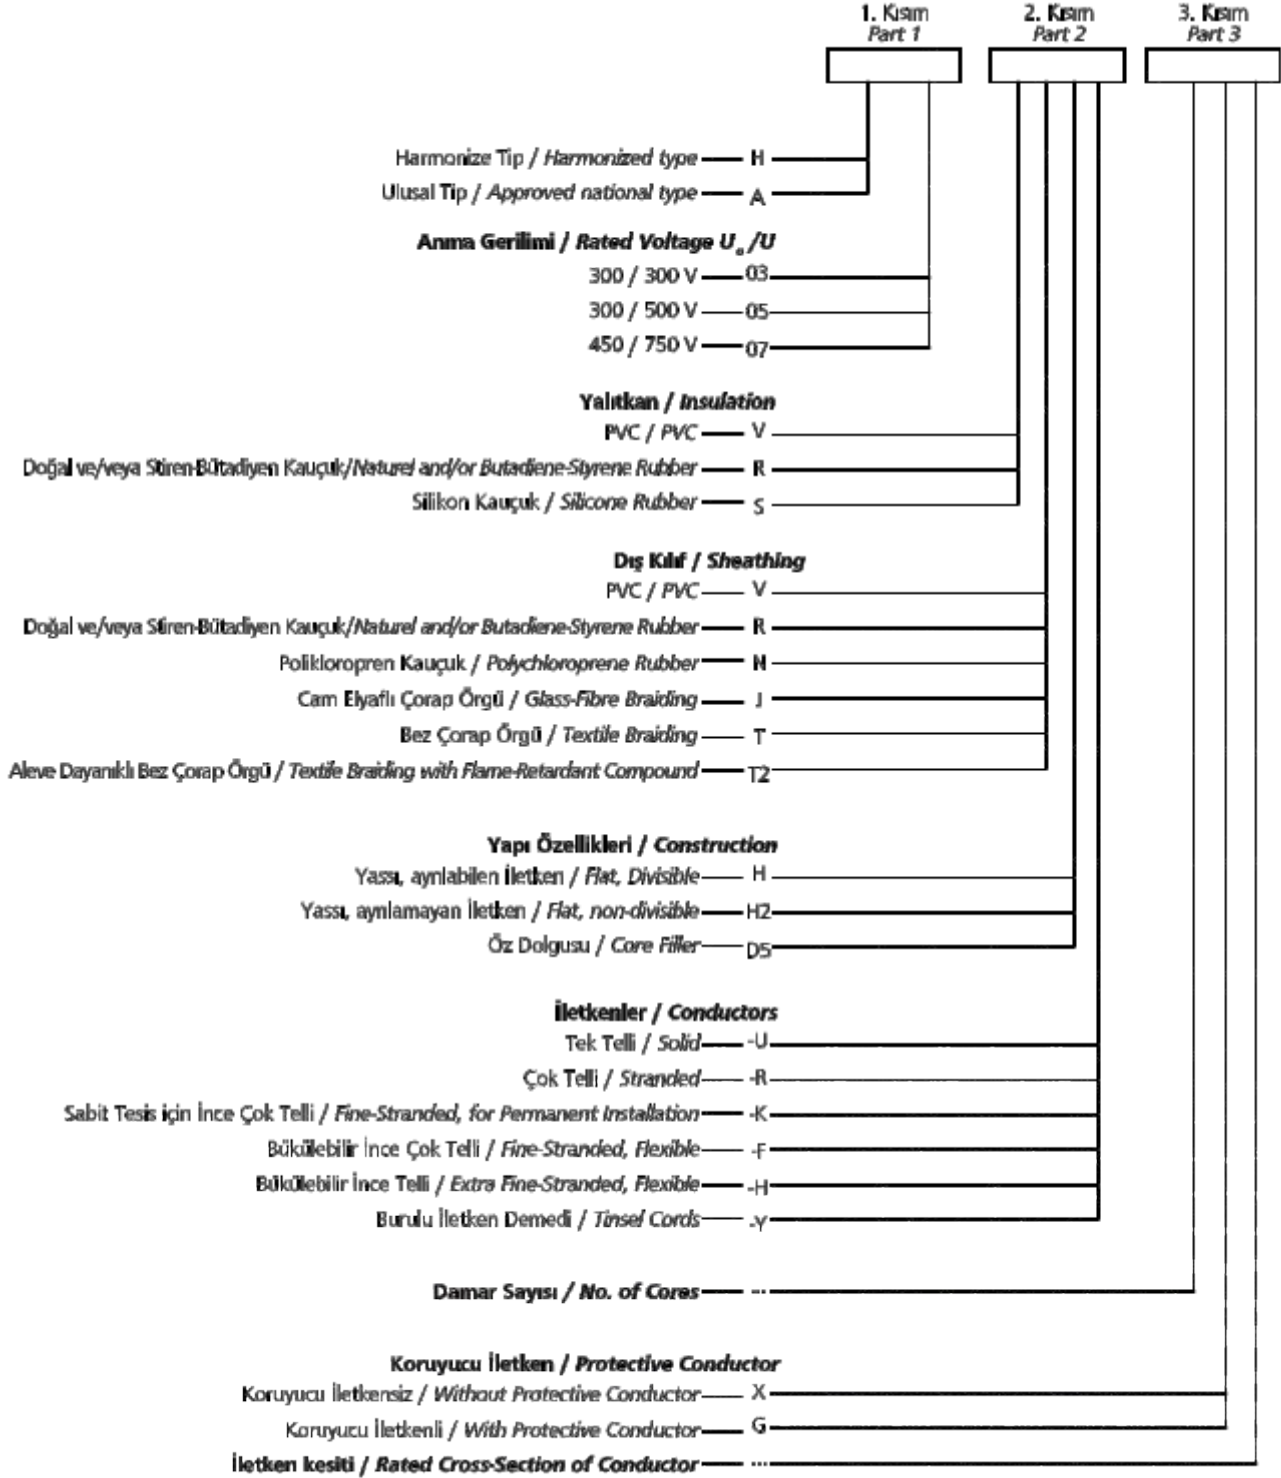 1. Kısım 2. Kısım 3. Kısım
Part 1 Part 2 Part 3
Harmonize Tip / Harmonized type H
Ulusal Tip / Approved national type A
Anma Gerilimi / Rated Voltage U₀/U
300 / 300 V 03
300 / 500 V 05
450 / 750 V 07
Yalıtkan / Insulation
PVC / PVC V
Doğal ve/veya Stiren-Bütadiyen Kauçuk/Naturel and/or Butadiene-Styrene Rubber R
Silikon Kauçuk / Silicone Rubber S
Dış Kılıf / Sheathing
PVC / PVC V
Doğal ve/veya Stiren-Bütadiyen Kauçuk/Naturel and/or Butadiene-Styrene Rubber R
Polikloropren Kauçuk / Polychloroprene Rubber N
Cam Elyaflı Çorap Örgü / Glass-Fibre Braiding J
Bez Çorap Örgü / Textile Braiding T
Aleve Dayanıklı Bez Çorap Örgü / Textile Braiding with Flame-Retardant Compound T2
Yapı Özellikleri / Construction
Yassı, ayrılabilen İletken / Flat, Divisible H
Yassı, ayrılamayan İletken / Flat, non-divisible H2
Öz Dolgusu / Core Filler D5
İletkenler / Conductors
Tek Telli / Solid -U
Çok Telli / Stranded -R
Sabit Tesis için İnce Çok Telli / Fine-Stranded, for Permanent Installation -K
Bükülebilir İnce Çok Telli / Fine-Stranded, Flexible -F
Bükülebilir İnce Telli / Extra Fine-Stranded, Flexible -H
Burulu İletken Demedi / Tinsel Cords -Y
Damar Sayısı / No. of Cores ...
Koruyucu İletken / Protective Conductor
Koruyucu İletkensiz / Without Protective Conductor X
Koruyucu İletkenli / With Protective Conductor G
İletken kesiti / Rated Cross-Section of Conductor ...